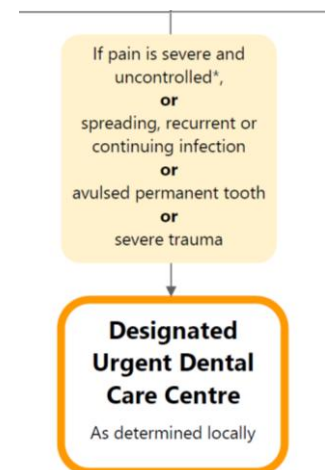 If pain is severe and
uncontrolled*,
or
spreading, recurrent or
continuing infection
or
avulsed permanent tooth
or
severe trauma
Designated
Urgent Dental
Care Centre
As determined locally